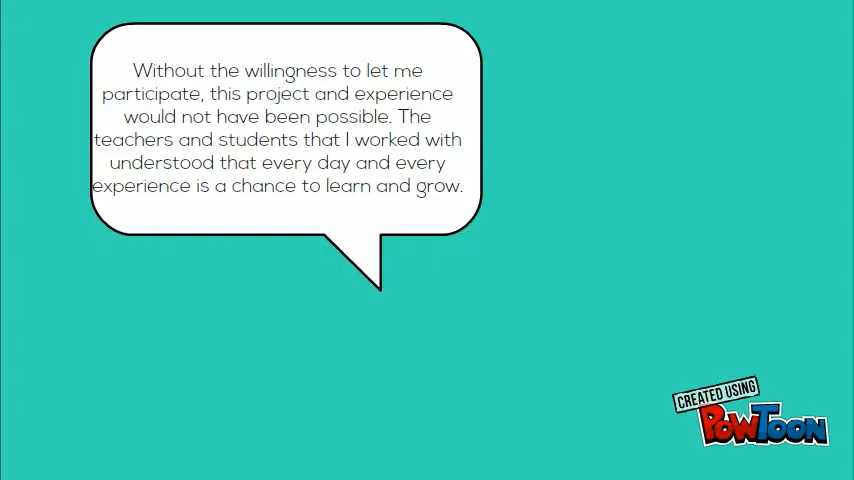 Without the willingness to let me
participate, this project and experience
would not have been possible. The
teachers and students that I worked with
understood that every day and every
experience is a chance to learn and grow.
CREATED USING
POWTOON